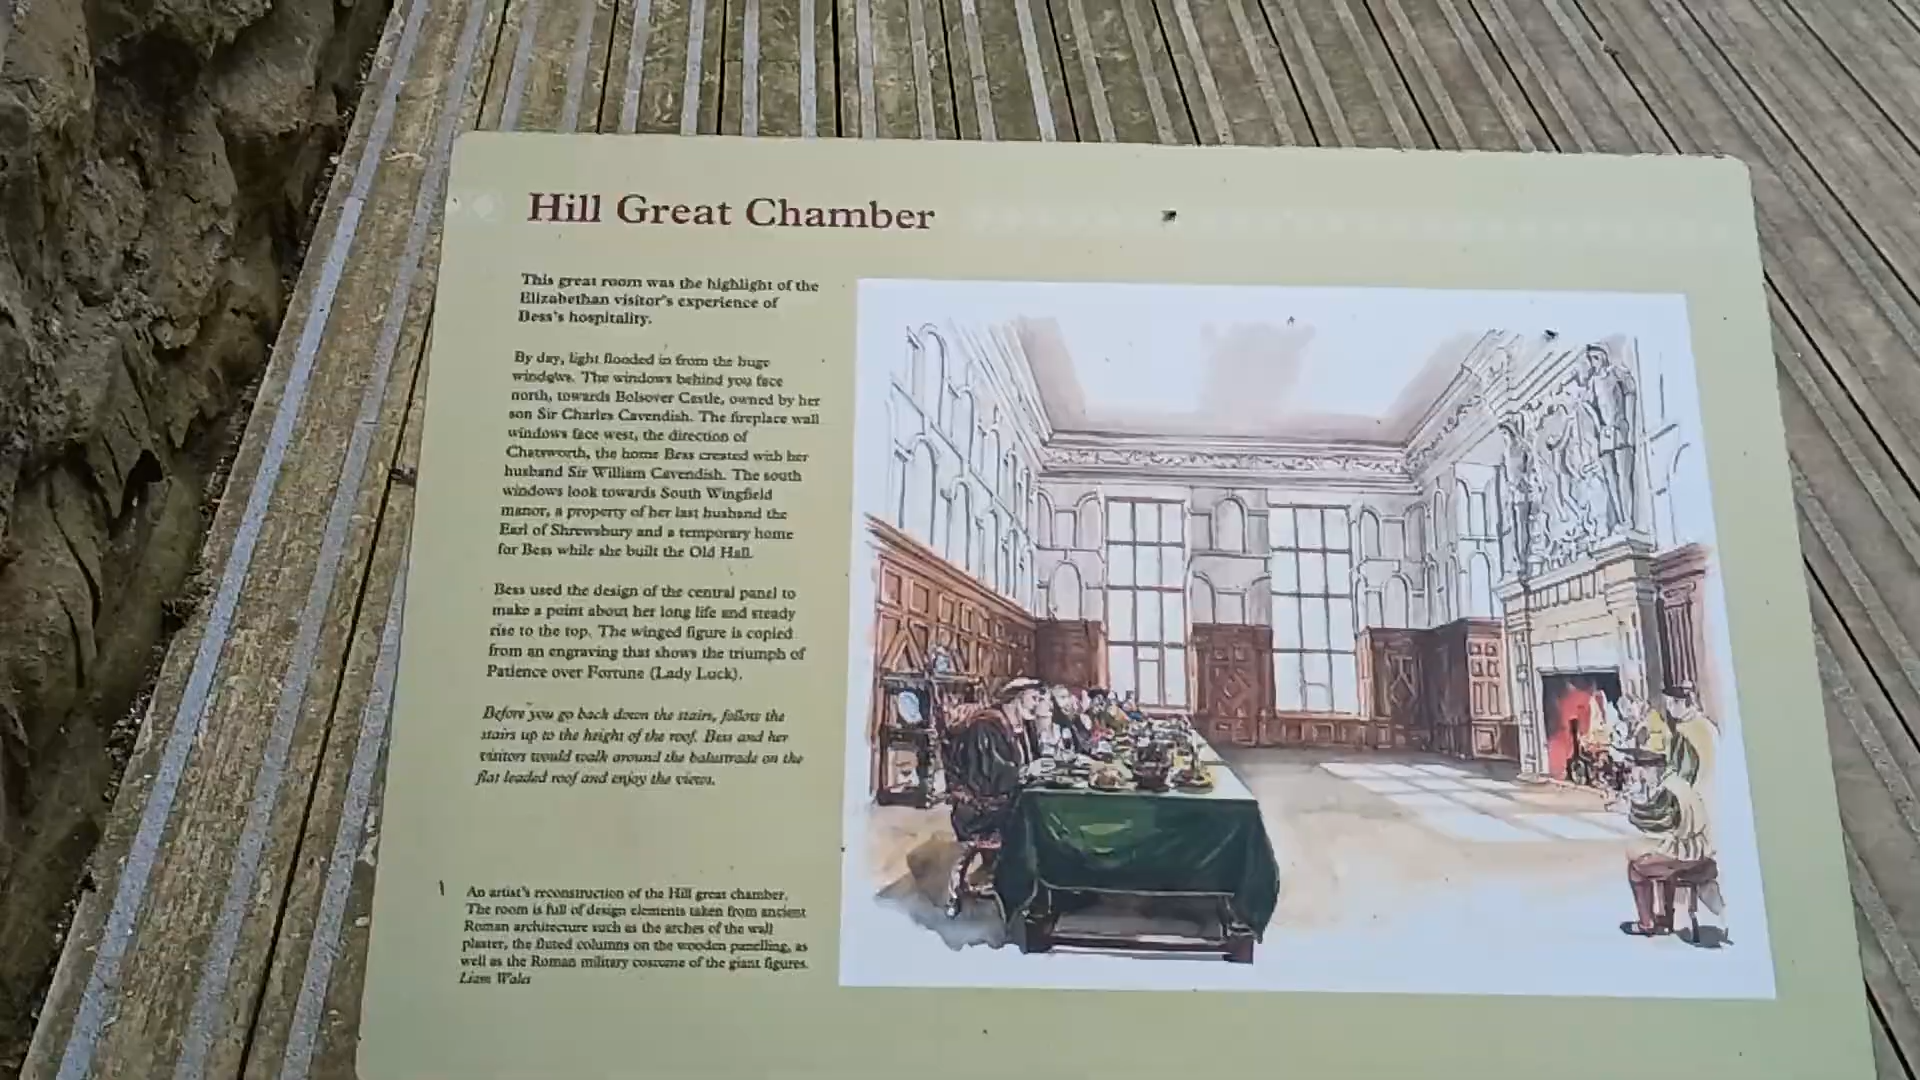 Hill Great Chamber
This great room was the highlight of the
Elizabethan visitor's experience of
Bess's hospitality.
By day, light flooded in from the huge
windows. The windows behind you face
north, towards Bolsover Castle, owned by her
son Sir Charles Cavendish. The fireplace wall
windows face west, the direction of
Chatsworth, the home Bess created with her
husband Sir William Cavendish. The south
windows look towards South Wingfield
manor, a property of her last husband the
Earl of Shrewsbury and a temporary home
for Bess while she built the Old Hall.
Bess used the design of the central panel to
make a point about her long life and steady
rise to the top. The winged figure is copied
from an engraving that shows the triumph of
Patience over Fortune (Lady Luck).
Before you go back down the stairs, follow the
stairs up to the height of the roof. Bess and her
visitors would walk around the balustrade on the
flat leaded roof and enjoy the views.
1 An artist's reconstruction of the Hill great chamber.
The room is full of design elements taken from ancient
Roman architecture such as the arches of the wall
plaster, the fluted columns on the wooden panelling, as
well as the Roman military costume of the giant figures.
Liam Wales